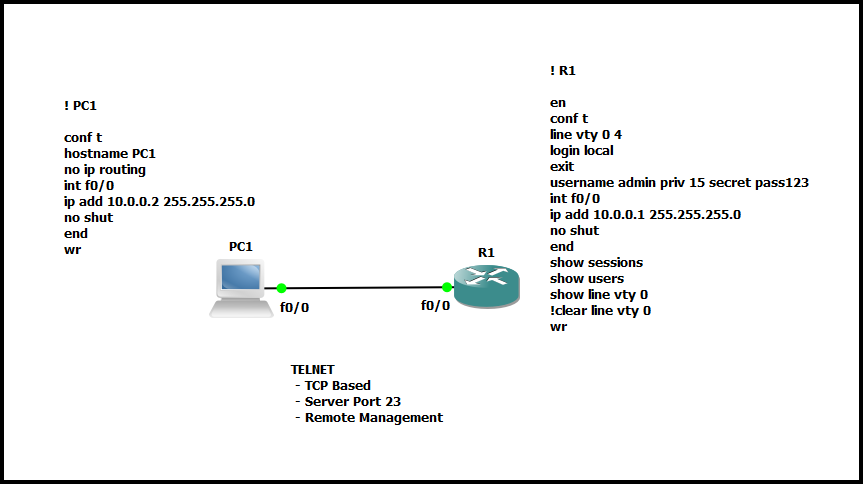 ! PC1
conf t
hostname PC1
no ip routing
int f0/0
ip add 10.0.0.2 255.255.255.0
no shut
end
wr
! R1
en
conf t
line vty 0 4
login local
exit
username admin priv 15 secret pass123
int f0/0
ip add 10.0.0.1 255.255.255.0
no shut
end
show sessions
show users
show line vty 0
!clear line vty 0
wr
PC1
R1
f0/0
f0/0
TELNET
- TCP Based
- Server Port 23
- Remote Management